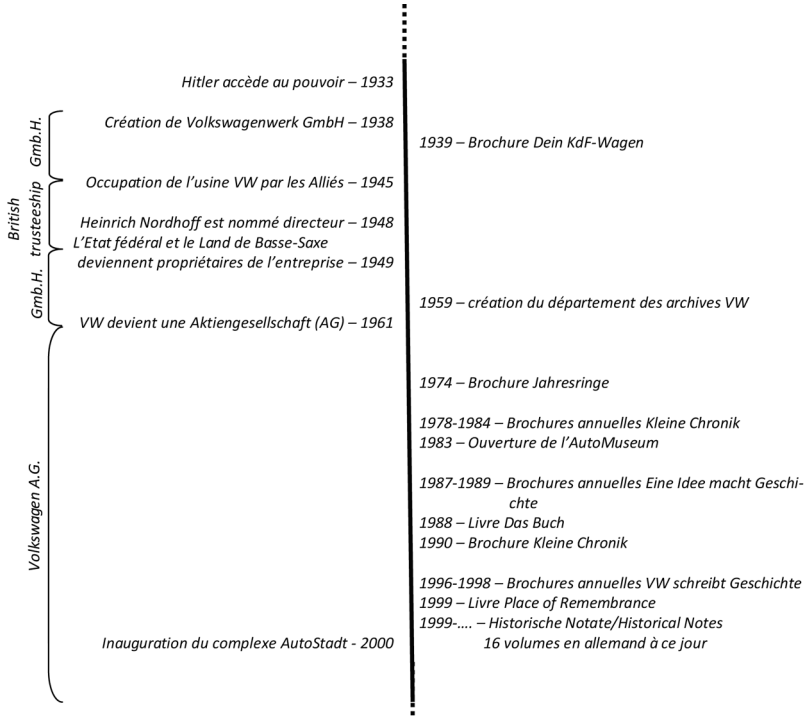 Hitler accède au pouvoir – 1933
Création de Volkswagenwerk GmbH – 1938
1939 – Brochure Dein KdF-Wagen
Occupation de l'usine VW par les Alliés – 1945
Heinrich Nordhoff est nommé directeur – 1948
L'Etat fédéral et le Land de Basse-Saxe
deviennent propriétaires de l'entreprise – 1949
1959 – création du département des archives VW
VW devient une Aktiengesellschaft (AG) – 1961
1974 – Brochure Jahresringe
1978-1984 – Brochures annuelles Kleine Chronik
1983 – Ouverture de l'AutoMuseum
1987-1989 – Brochures annuelles Eine Idee macht Geschi-
chte
1988 – Livre Das Buch
1990 – Brochure Kleine Chronik
1996-1998 – Brochures annuelles VW schreibt Geschichte
1999 – Livre Place of Remembrance
1999-.... – Historische Notate/Historical Notes
Inauguration du complexe AutoStadt - 2000
16 volumes en allemand à ce jour
Gmb.H.
British
trusteeship
Gmb.H.
Volkswagen A.G.